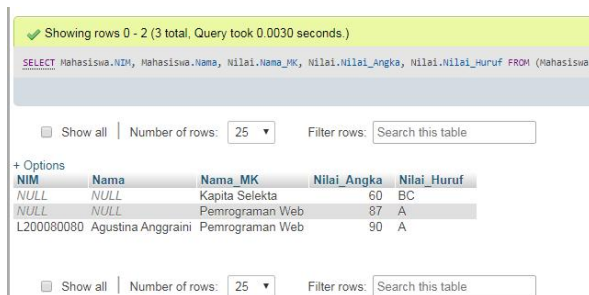 Showing rows 0 - 2 (3 total, Query took 0.0030 seconds.)
SELECT Mahasiswa.NIM, Mahasiswa.Nama, Nilai.Nama_MK, Nilai.Nilai_Angka, Nilai.Nilai_Huruf FROM (Mahasiswa
Show all | Number of rows: 25 Filter rows: Search this table
+ Options
NIM Nama Nama_MK Nilai_Angka Nilai_Huruf
NULL NULL Kapita Selekta 60 BC
NULL NULL Pemrograman Web 87 A
L200080080 Agustina Anggraini Pemrograman Web 90 A
Show all | Number of rows: 25 Filter rows: Search this table